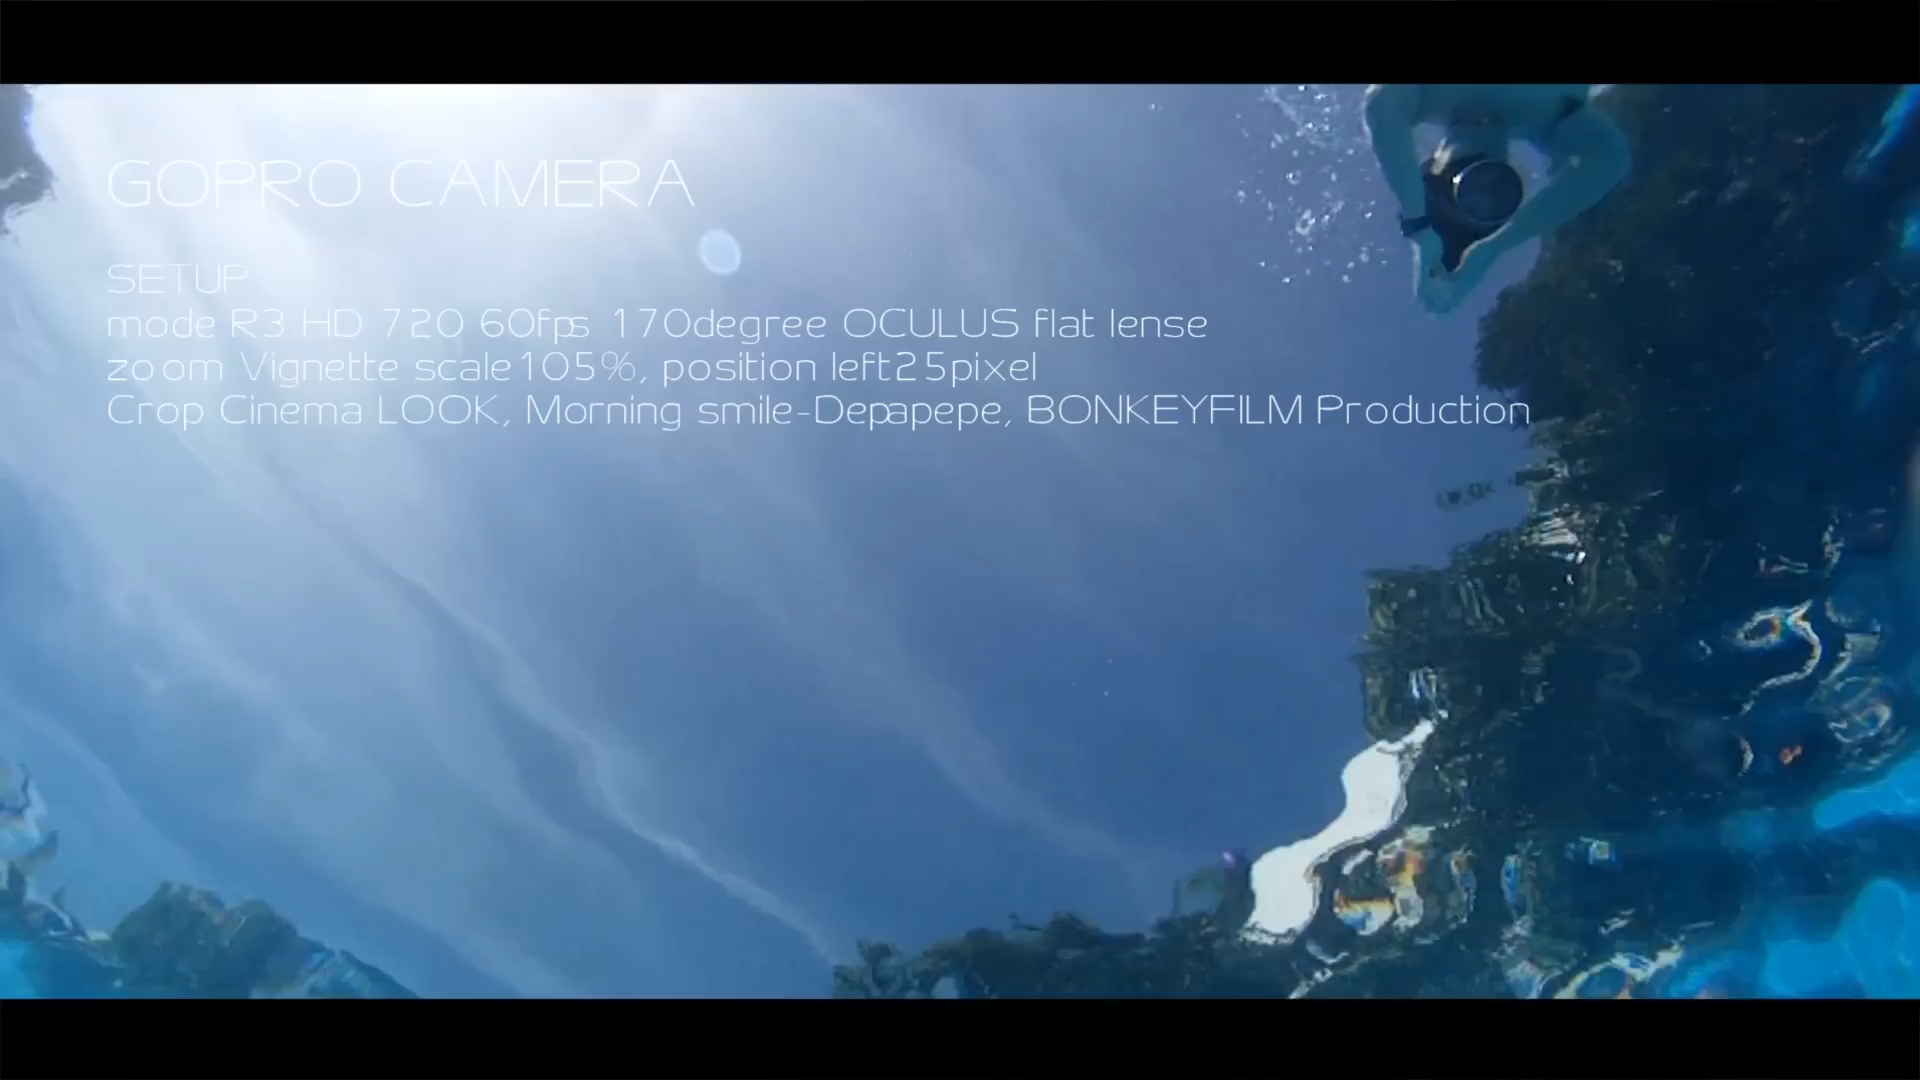 GOPRO CAMERA
SETUP
mode R3 HD 720 60fps 170degree OCULUS flat lense
zoom Vignette scale105%, position left25pixel
Crop Cinema LOOK, Morning smile-Depapepe, BONKEYFILM Production